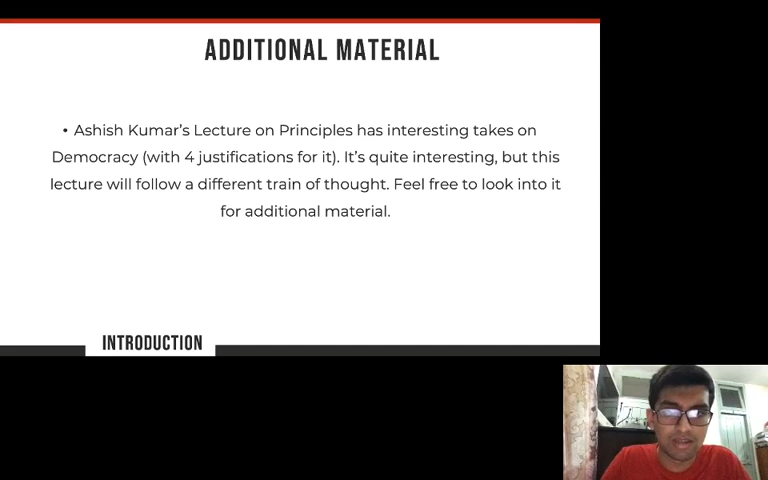 ADDITIONAL MATERIAL
• Ashish Kumar’s Lecture on Principles has interesting takes on
Democracy (with 4 justifications for it). It’s quite interesting, but this
lecture will follow a different train of thought. Feel free to look into it
for additional material.
INTRODUCTION